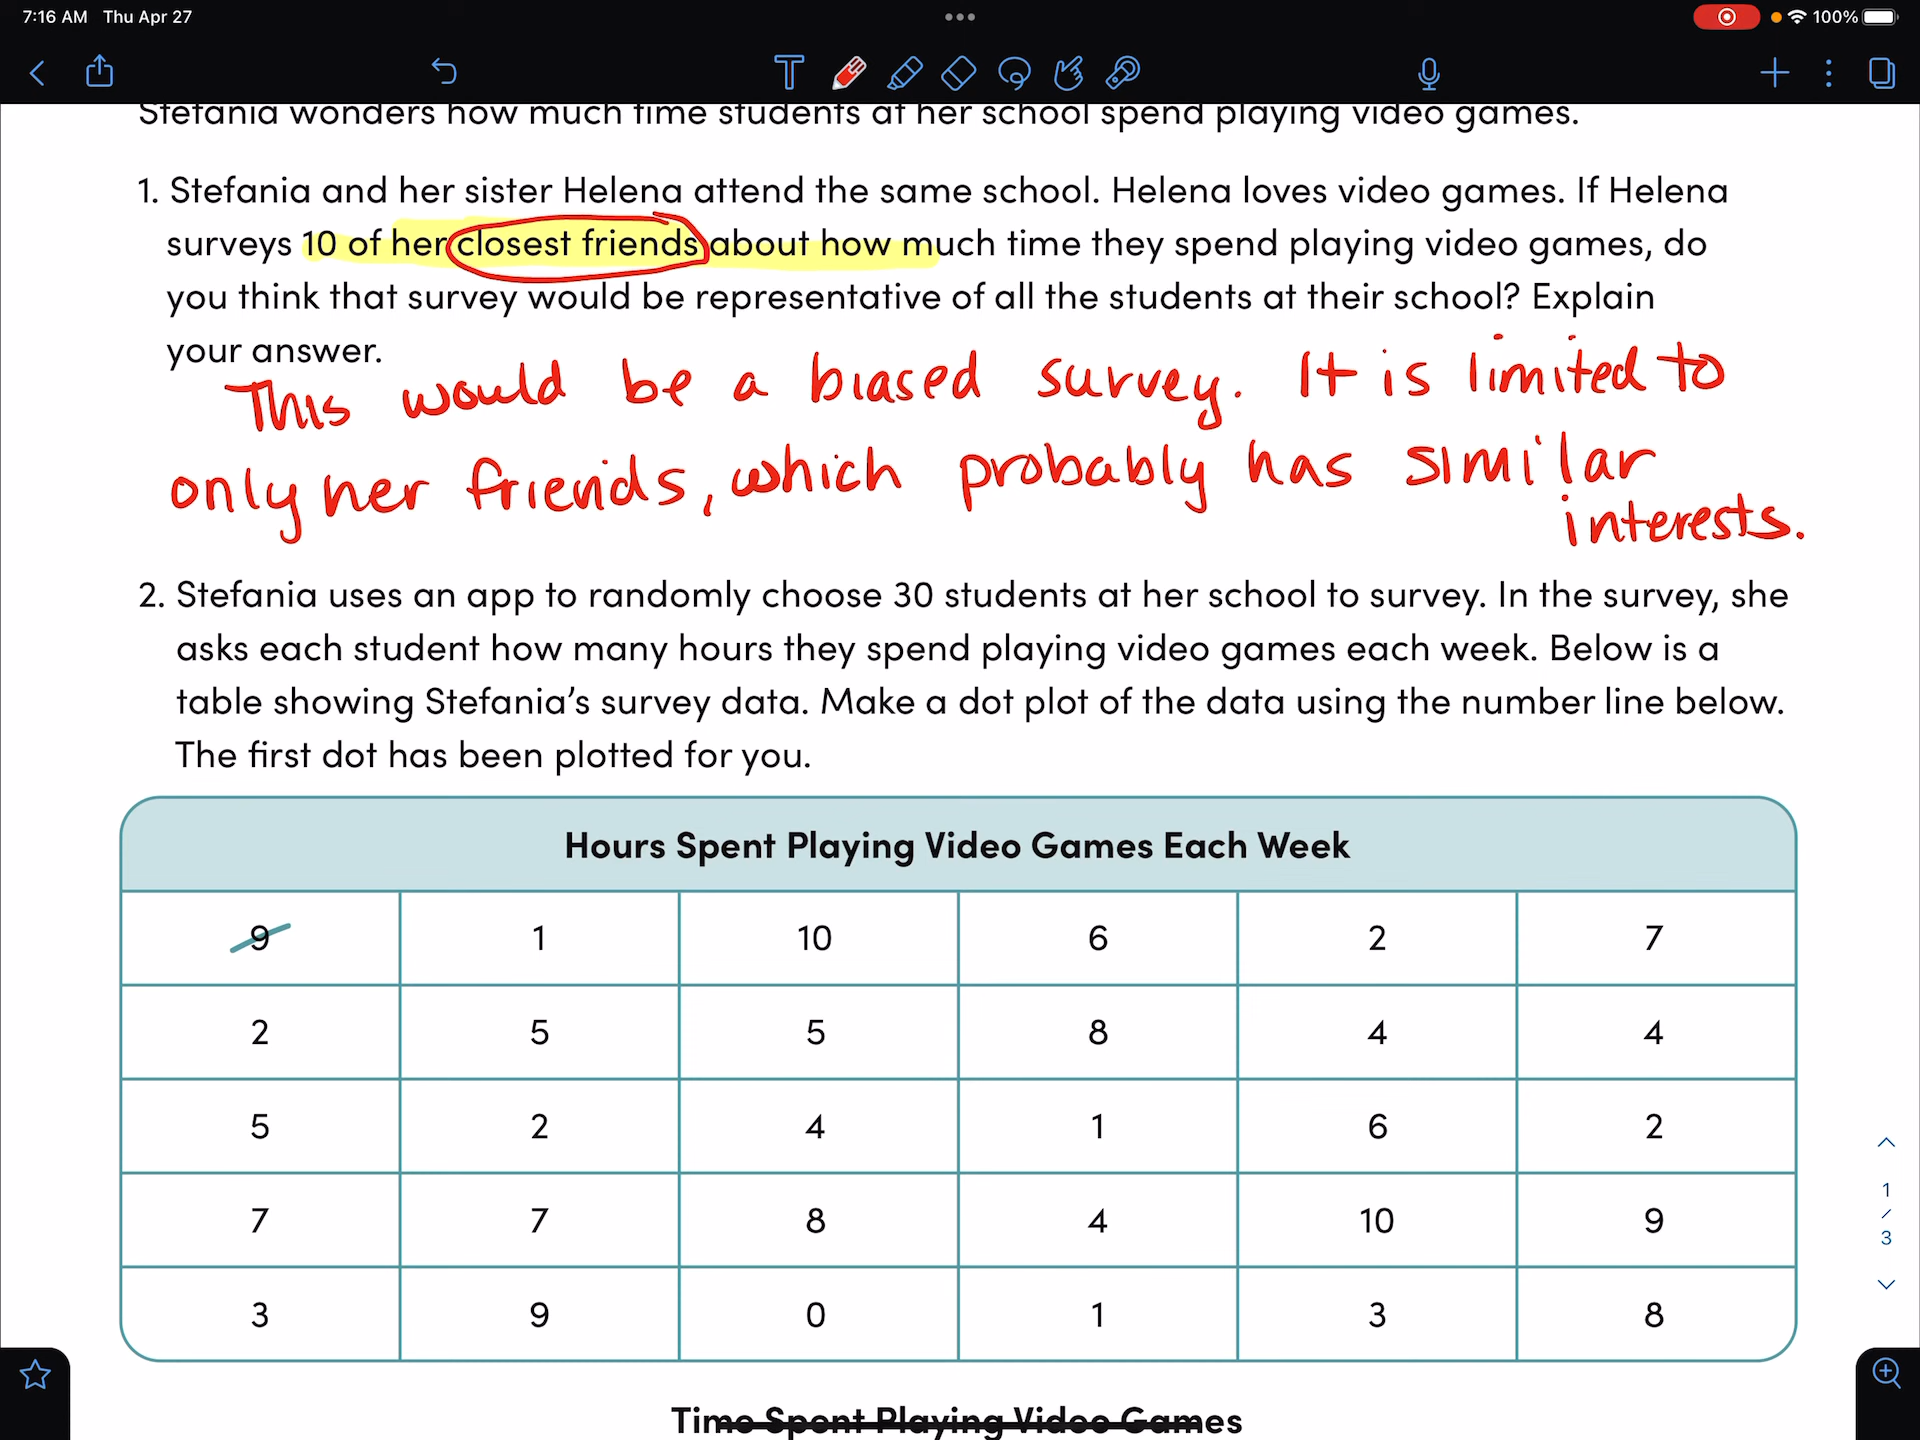 7:16 AM Thu Apr 27
100%
Stefania wonders how much time students at her school spend playing video games.
1. Stefania and her sister Helena attend the same school. Helena loves video games. If Helena
surveys 10 of her closest friends about how much time they spend playing video games, do
you think that survey would be representative of all the students at their school? Explain
your answer.
This would be a biased survey. It is limited to
only her friends, which probably has similar
interests.
2. Stefania uses an app to randomly choose 30 students at her school to survey. In the survey, she
asks each student how many hours they spend playing video games each week. Below is a
table showing Stefania’s survey data. Make a dot plot of the data using the number line below.
The first dot has been plotted for you.
Hours Spent Playing Video Games Each Week
9 1 10 6 2 7
2 5 5 8 4 4
5 2 4 1 6 2
7 7 8 4 10 9
3 9 0 1 3 8
1
/
3
Time Spent Playing Video Games